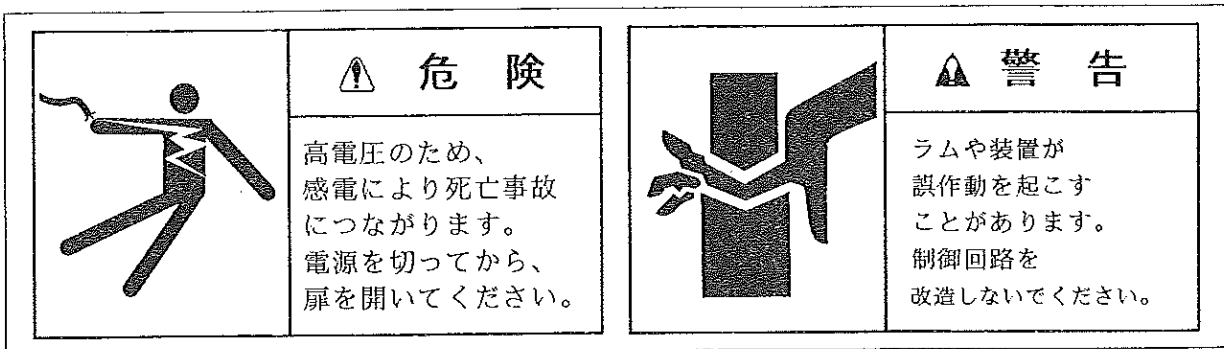 ⚠ 危険
高電圧のため、
感電により死亡事故
につながります。
電源を切ってから、
扉を開いてください。
⚠ 警告
ラムや装置が
誤作動を起こす
ことがあります。
制御回路を
改造しないでください。